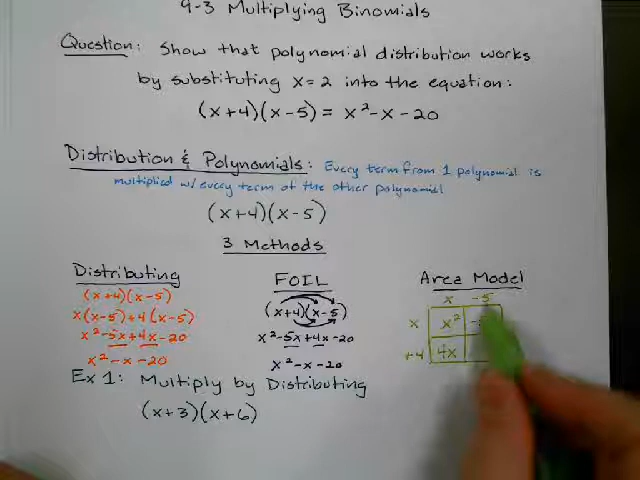 9-3 Multiplying Binomials
Question: Show that polynomial distribution works
by substituting x = 2 into the equation:
(x+4)(x-5) = x² - x - 20
Distribution & Polynomials: Every term from 1 polynomial is
multiplied w/ every term of the other polynomial
(x+4)(x-5)
3 Methods
Distributing
(x+4)(x-5)
x(x-5)+4(x-5)
x²-5x+4x-20
x²-x-20
FOIL
(x+4)(x-5)
x²-5x+4x-20
x²-x-20
Area Model
x -5
x x²
+4 4x
Ex 1: Multiply by Distributing
(x+3)(x+6)